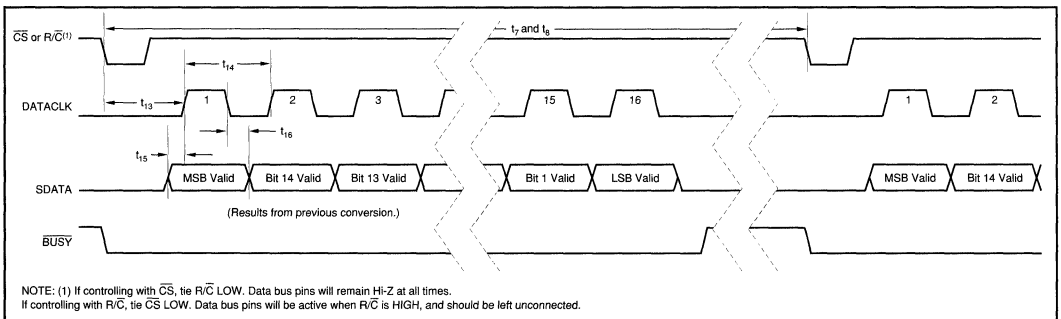 t7 and t8
CS or R/C(1)
t14
DATACLK
t13
1 2 3 15 16 1 2
t16
t15
SDATA
MSB Valid Bit 14 Valid Bit 13 Valid Bit 1 Valid LSB Valid MSB Valid Bit 14 Valid
(Results from previous conversion.)
BUSY
NOTE: (1) If controlling with CS, tie R/C LOW. Data bus pins will remain Hi-Z at all times.
If controlling with R/C, tie CS LOW. Data bus pins will be active when R/C is HIGH, and should be left unconnected.